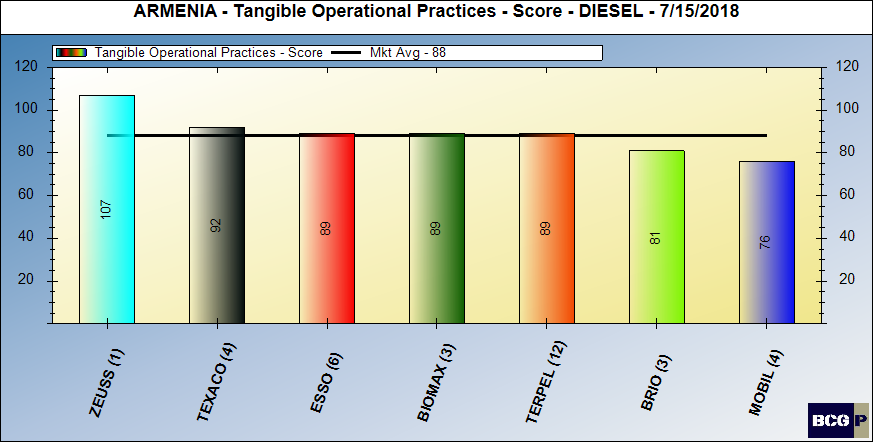 ARMENIA - Tangible Operational Practices - Score - DIESEL - 7/15/2018
Tangible Operational Practices - Score Mkt Avg - 88
120 120
100 100
80 80
60 60
40 40
20 20
107 92 89 89 89 81 76
ZEUSS (1) TEXACO (4) ESSO (6) BIOMAX (3) TERPEL (12) BRIO (3) MOBIL (4)
BCG P